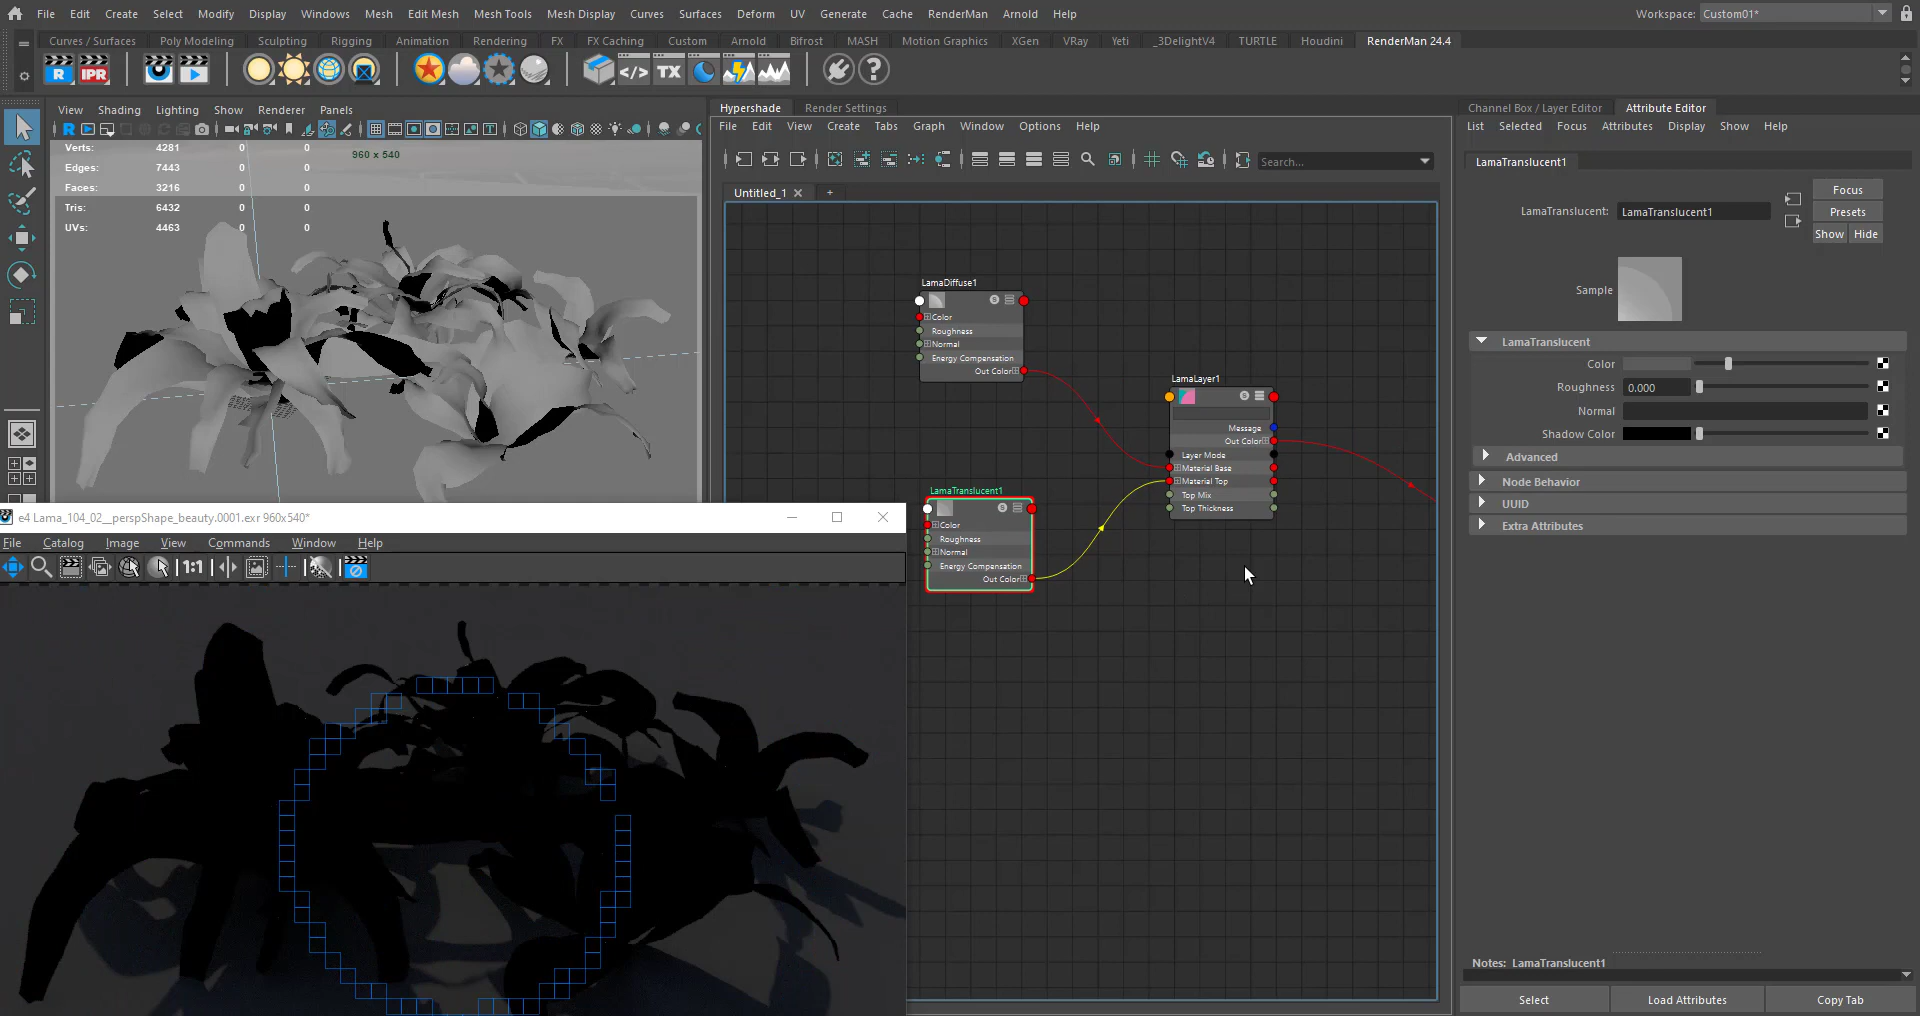 File Edit Create Select Modify Display Windows Mesh Edit Mesh Mesh Tools Mesh Display Curves Surfaces Deform UV Generate Cache RenderMan Arnold Help
Workspace: Custom01*
Curves / Surfaces Poly Modeling Sculpting Rigging Animation Rendering FX FX Caching Custom Arnold Bifrost MASH Motion Graphics XGen VRay Yeti _3DelightV4 TURTLE Houdini RenderMan 24.4
R IPR </> TX
View Shading Lighting Show Renderer Panels
Verts: 4281 0 0
Edges: 7443 0 0
Faces: 3216 0 0
Tris: 6432 0 0
UVs: 4463 0 0
960 x 540
Hypershade Render Settings
File Edit View Create Tabs Graph Window Options Help
Search...
Untitled_1
LamaDiffuse1
Color
Roughness
Normal
Energy Compensation
Out Color
LamaLayer1
Message
Out Color
Layer Mode
Material Base
Material Top
Top Mix
Top Thickness
LamaTranslucent1
Color
Roughness
Normal
Energy Compensation
Out Color
Channel Box / Layer Editor Attribute Editor
List Selected Focus Attributes Display Show Help
LamaTranslucent1
LamaTranslucent: LamaTranslucent1
Focus
Presets
Show Hide
Sample
LamaTranslucent
Color
Roughness 0.000
Normal
Shadow Color
Advanced
Node Behavior
UUID
Extra Attributes
Notes: LamaTranslucent1
Select Load Attributes Copy Tab
e4 Lama_104_02__perspShape_beauty.0001.exr 960x540*
File Catalog Image View Commands Window Help
1:1